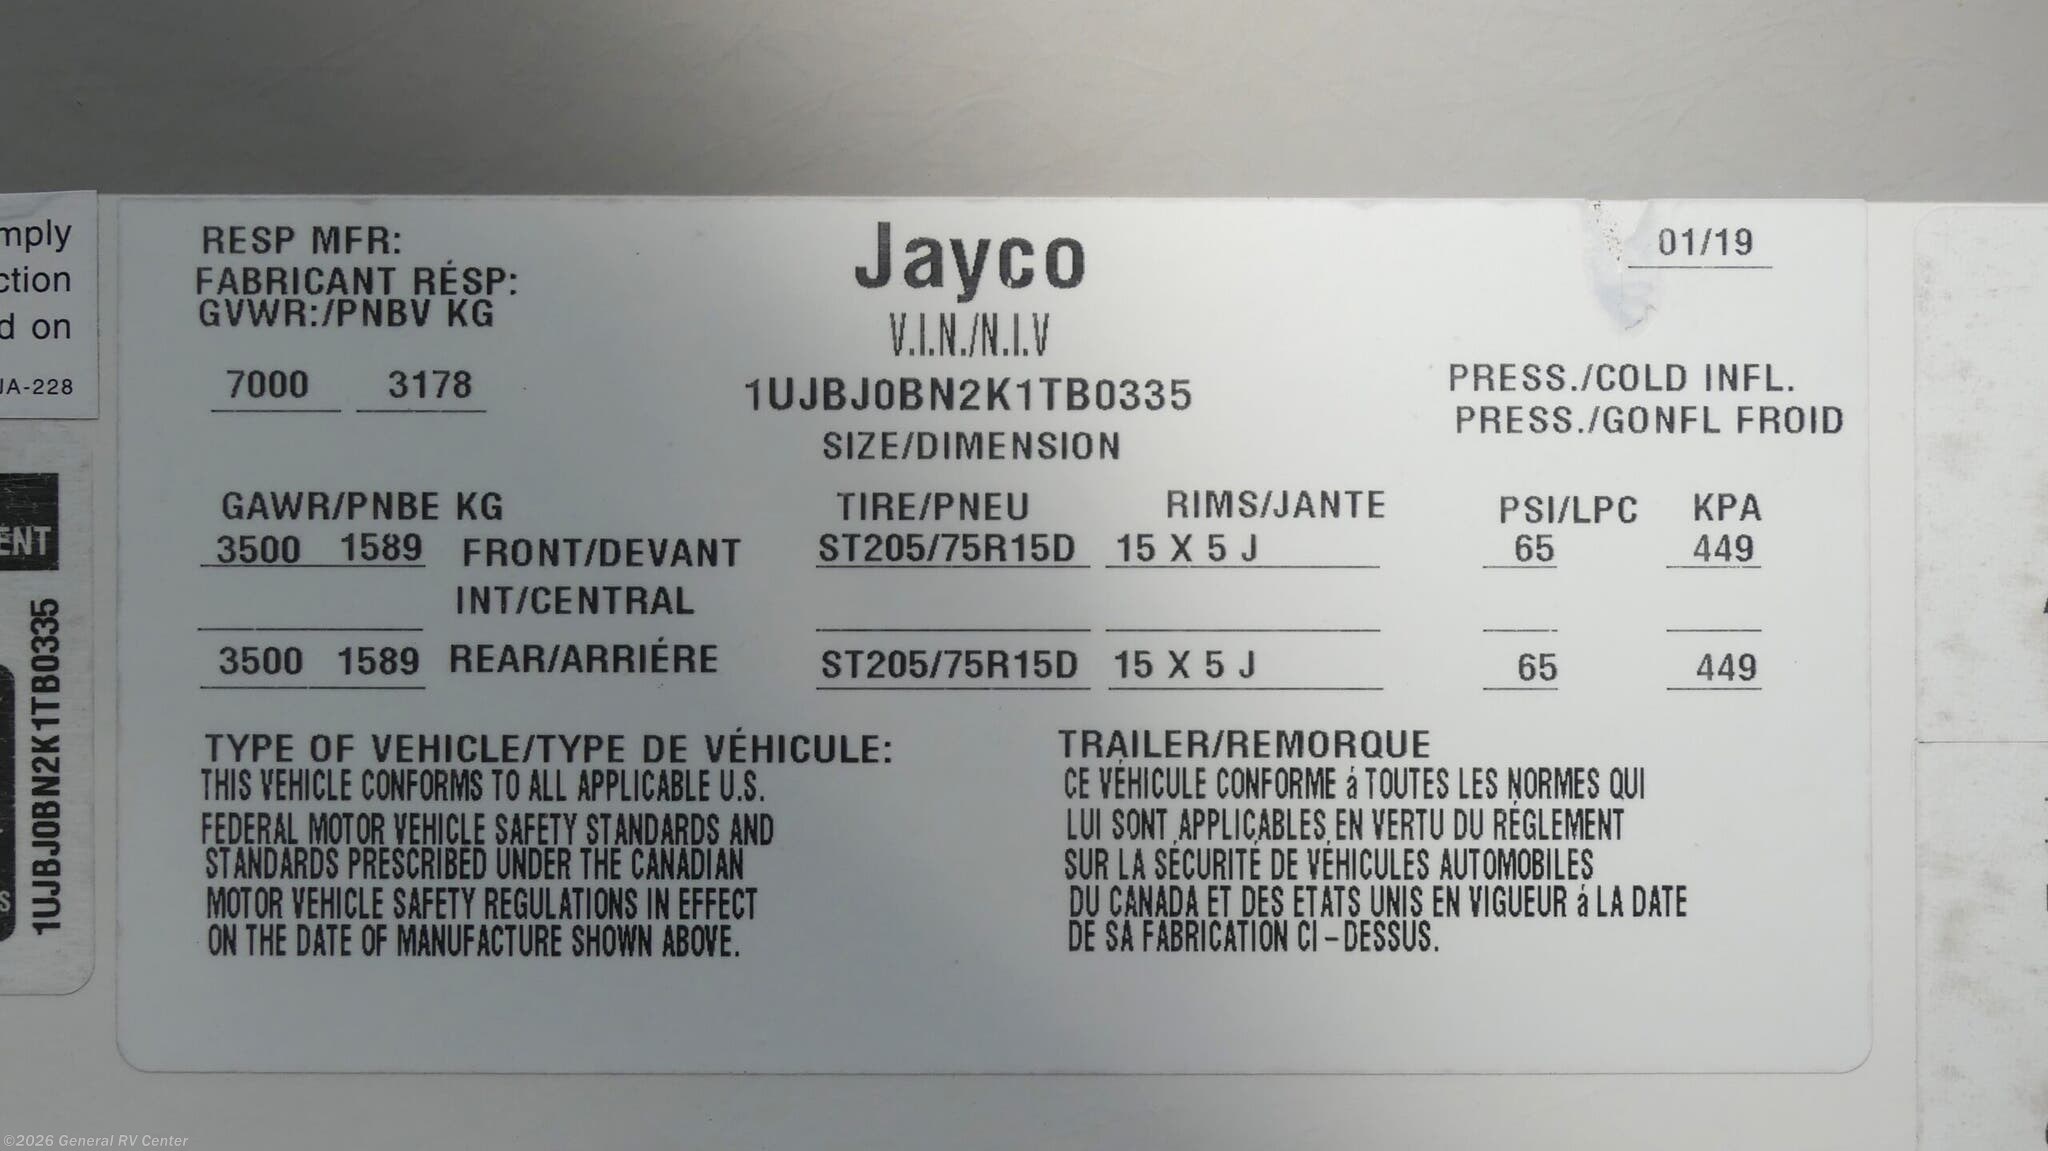 RESP MFR:
FABRICANT RÉSP:
GVWR:/PNBV KG
7000 3178
Jayco
V.I.N./N.I.V
1UJBJ0BN2K1TB0335
SIZE/DIMENSION
01/19
PRESS./COLD INFL.
PRESS./GONFL FROID
GAWR/PNBE KG TIRE/PNEU RIMS/JANTE PSI/LPC KPA
3500 1589 FRONT/DEVANT ST205/75R15D 15 X 5 J 65 449
INT/CENTRAL
3500 1589 REAR/ARRIÉRE ST205/75R15D 15 X 5 J 65 449
TYPE OF VEHICLE/TYPE DE VÉHICULE: TRAILER/REMORQUE
THIS VEHICLE CONFORMS TO ALL APPLICABLE U.S.
FEDERAL MOTOR VEHICLE SAFETY STANDARDS AND
STANDARDS PRESCRIBED UNDER THE CANADIAN
MOTOR VEHICLE SAFETY REGULATIONS IN EFFECT
ON THE DATE OF MANUFACTURE SHOWN ABOVE.
CE VÉHICULE CONFORME á TOUTES LES NORMES QUI
LUI SONT APPLICABLES EN VERTU DU RÉGLEMENT
SUR LA SÉCURITÉ DE VÉHICULES AUTOMOBILES
DU CANADA ET DES ETATS UNIS EN VIGUEUR á LA DATE
DE SA FABRICATION CI-DESSUS.
mply
ction
d on
JA-228
ENT
1UJBJ0BN2K1TB0335
©2026 General RV Center